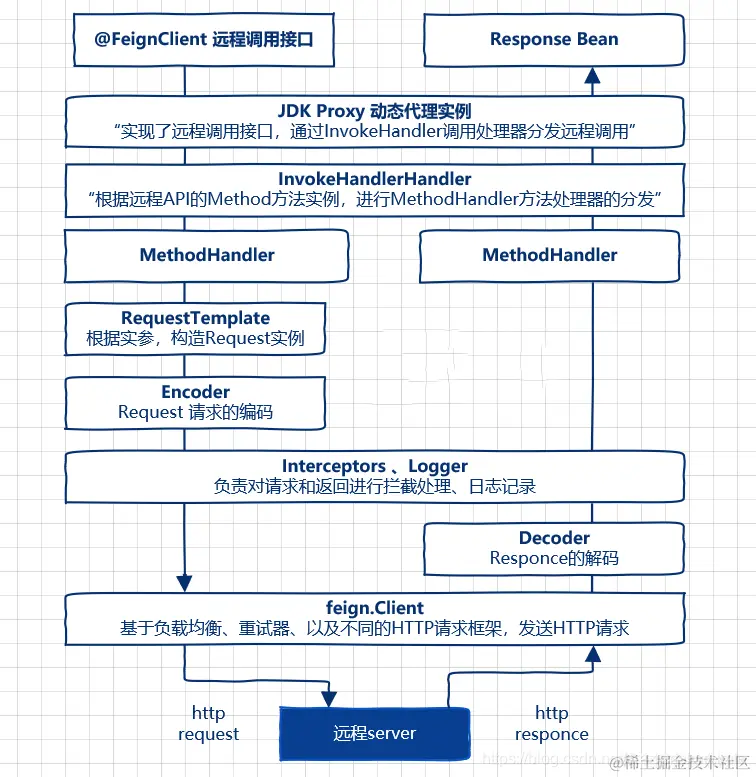 @FeignClient 远程调用接口
Response Bean
JDK Proxy 动态代理实例
“实现了远程调用接口，通过InvokeHandler调用处理器分发远程调用”
InvokeHandlerHandler
“根据远程API的Method方法实例，进行MethodHandler方法处理器的分发”
MethodHandler
MethodHandler
RequestTemplate
根据实参，构造Request实例
Encoder
Request 请求的编码
Interceptors 、Logger
负责对请求和返回进行拦截处理、日志记录
Decoder
Responce的解码
feign.Client
基于负载均衡、重试器、以及不同的HTTP请求框架，发送HTTP请求
http
request
远程server
http
responce
https://blog.csdn.ne
@稀土掘金技术社区